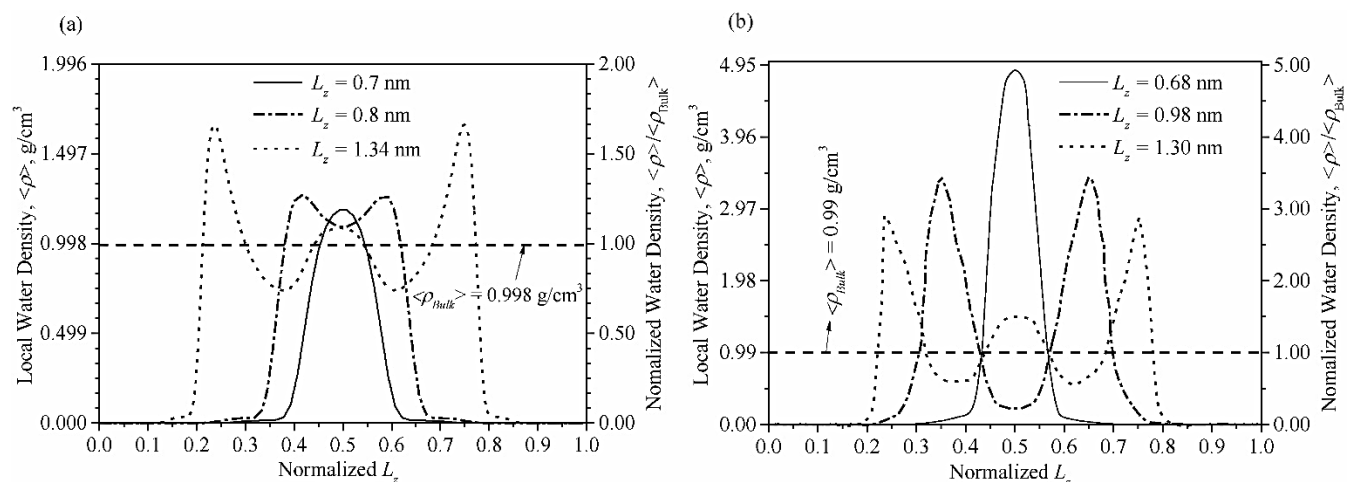 (a)
1.996
1.497
0.998
0.499
0.000
Local Water Density, <ρ>, g/cm³
2.00
1.50
1.00
0.50
0.00
Nomalized Water Density, <ρ>/<ρBulk>
Lz = 0.7 nm
Lz = 0.8 nm
Lz = 1.34 nm
<ρBulk> = 0.998 g/cm³
0.0 0.1 0.2 0.3 0.4 0.5 0.6 0.7 0.8 0.9 1.0
Normalized Lz
(b)
4.95
3.96
2.97
1.98
0.99
0.00
Local Water Density, <ρ>, g/cm³
5.00
4.00
3.00
2.00
1.00
0.00
Nomalized Water Density, <ρ>/<ρBulk>
Lz = 0.68 nm
Lz = 0.98 nm
Lz = 1.30 nm
<ρBulk> = 0.99 g/cm³
0.0 0.1 0.2 0.3 0.4 0.5 0.6 0.7 0.8 0.9 1.0
Normalized Lz